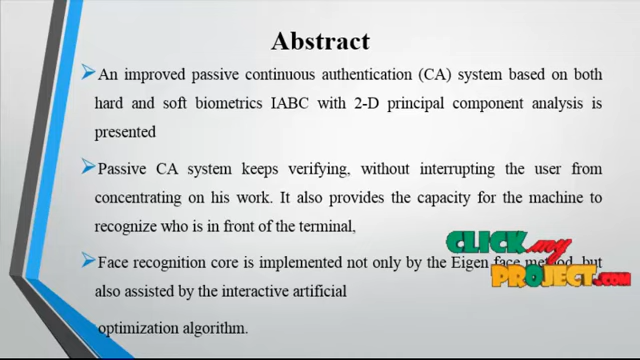 Abstract
An improved passive continuous authentication (CA) system based on both
hard and soft biometrics IABC with 2-D principal component analysis is
presented
Passive CA system keeps verifying, without interrupting the user from
concentrating on his work. It also provides the capacity for the machine to
recognize who is in front of the terminal,
Face recognition core is implemented not only by the Eigen face method, but
also assisted by the interactive artificial
optimization algorithm.
CLICK my
PROJECT.com